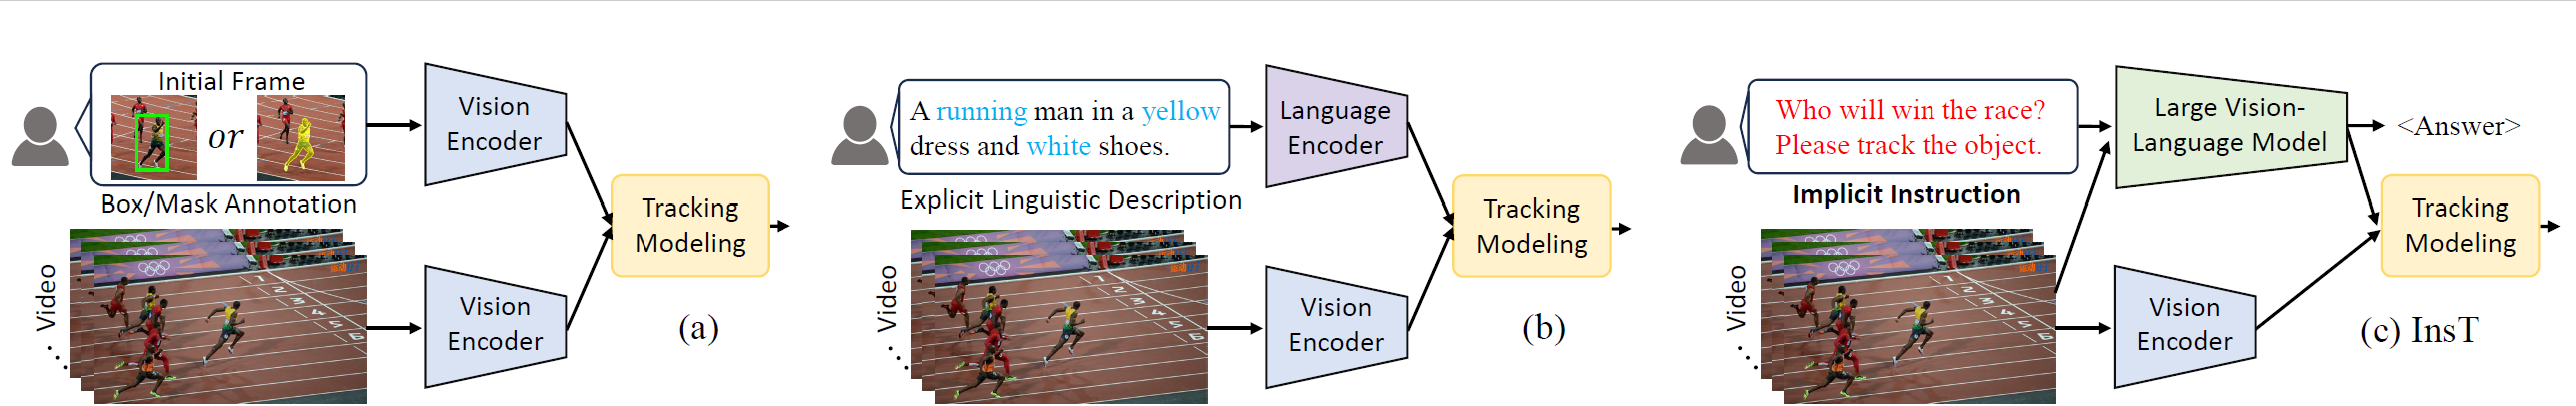 Initial Frame
or
Box/Mask Annotation
Video
Vision
Encoder
Vision
Encoder
Tracking
Modeling
(a)
A running man in a yellow
dress and white shoes.
Explicit Linguistic Description
Video
Language
Encoder
Vision
Encoder
Tracking
Modeling
(b)
Who will win the race?
Please track the object.
Implicit Instruction
Video
Large Vision-
Language Model
<Answer>
Vision
Encoder
Tracking
Modeling
(c) InsT